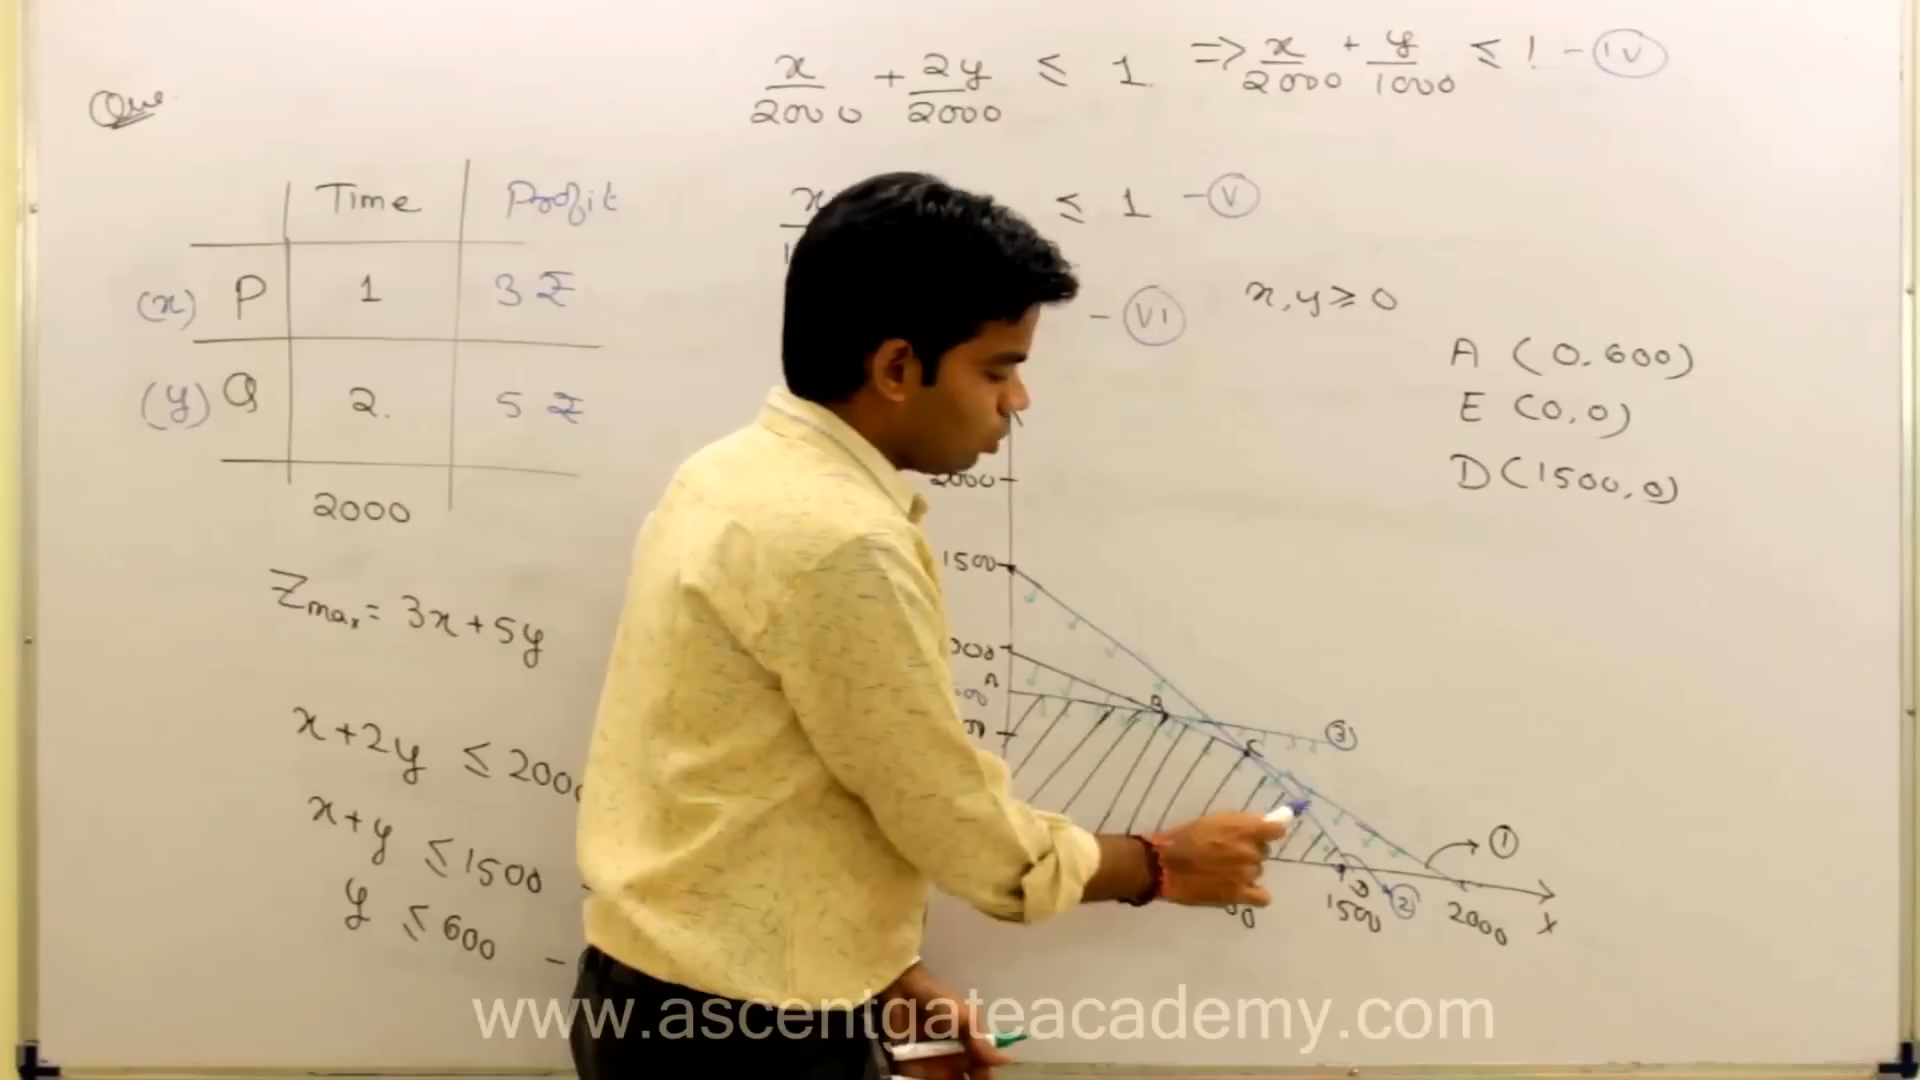 Que
x/2000 + 2y/2000 ≤ 1 => x/2000 + y/1000 ≤ 1 - IV
Time Profit
(x) P 1 3₹
(y) Q 2. 5₹
2000
≤ 1 - V
- VI
x, y ≥ 0
A (0,600)
E (0,0)
D (1500,0)
Zmax = 3x+5y
x+2y ≤ 2000
x+y ≤ 1500
y ≤ 600 -
2000
1500
A
B
C
3
1
D
2
1500
2000
X
www.ascentgateacademy.com